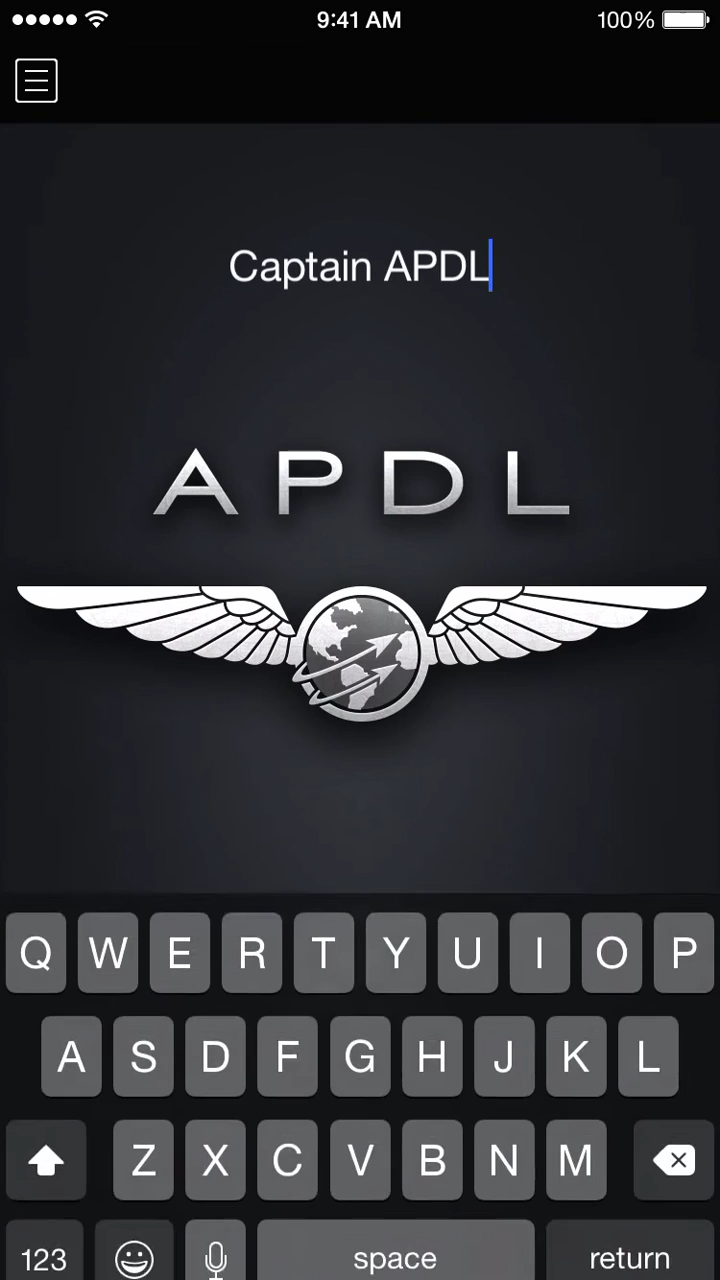 9:41 AM
100%
Captain APDL
APDL
Q W E R T Y U I O P
A S D F G H J K L
Z X C V B N M
123 space return